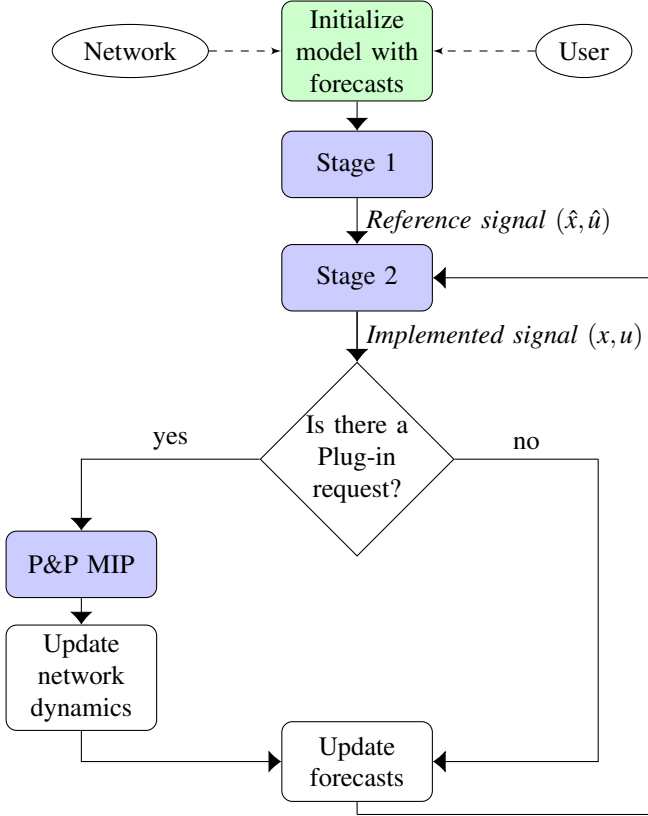 Network
Initialize
model with
forecasts
User
Stage 1
Reference signal (x̂, û)
Stage 2
Implemented signal (x, u)
Is there a
Plug-in
request?
yes
no
P&P MIP
Update
network
dynamics
Update
forecasts